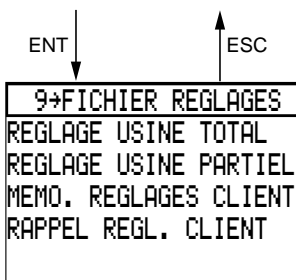 ENT
ESC
9→FICHIER REGLAGES
REGLAGE USINE TOTAL
REGLAGE USINE PARTIEL
MEMO. REGLAGES CLIENT
RAPPEL REGL. CLIENT